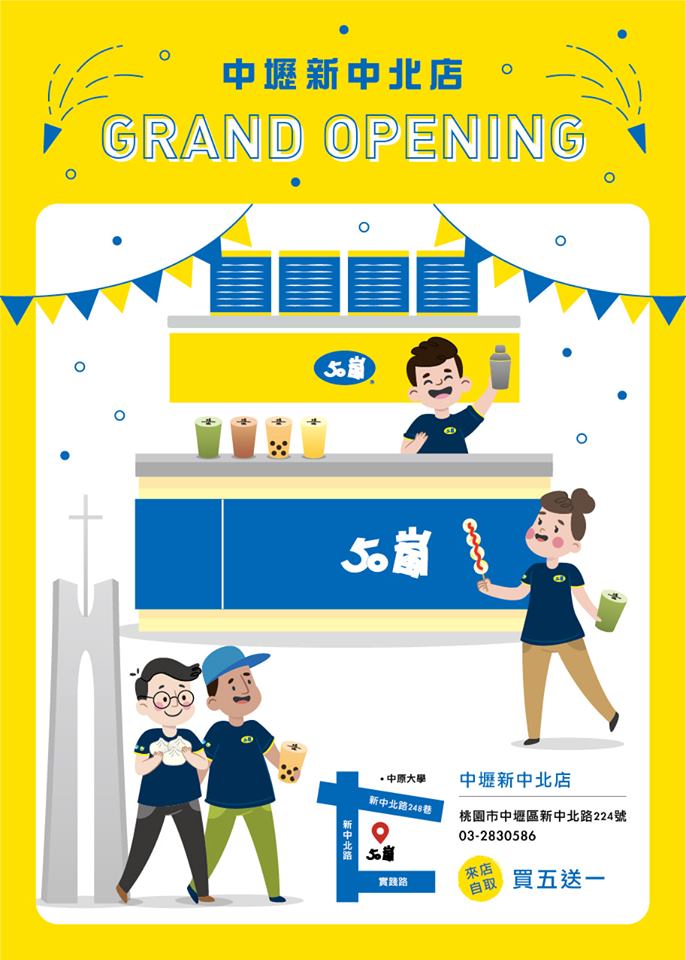 中壢新中北店
GRAND OPENING
50嵐
50嵐
•中原大學
新中北路248巷
新中北路
50嵐
實踐路
中壢新中北店
桃園市中壢區新中北路224號
03-2830586
來店
自取
買五送一